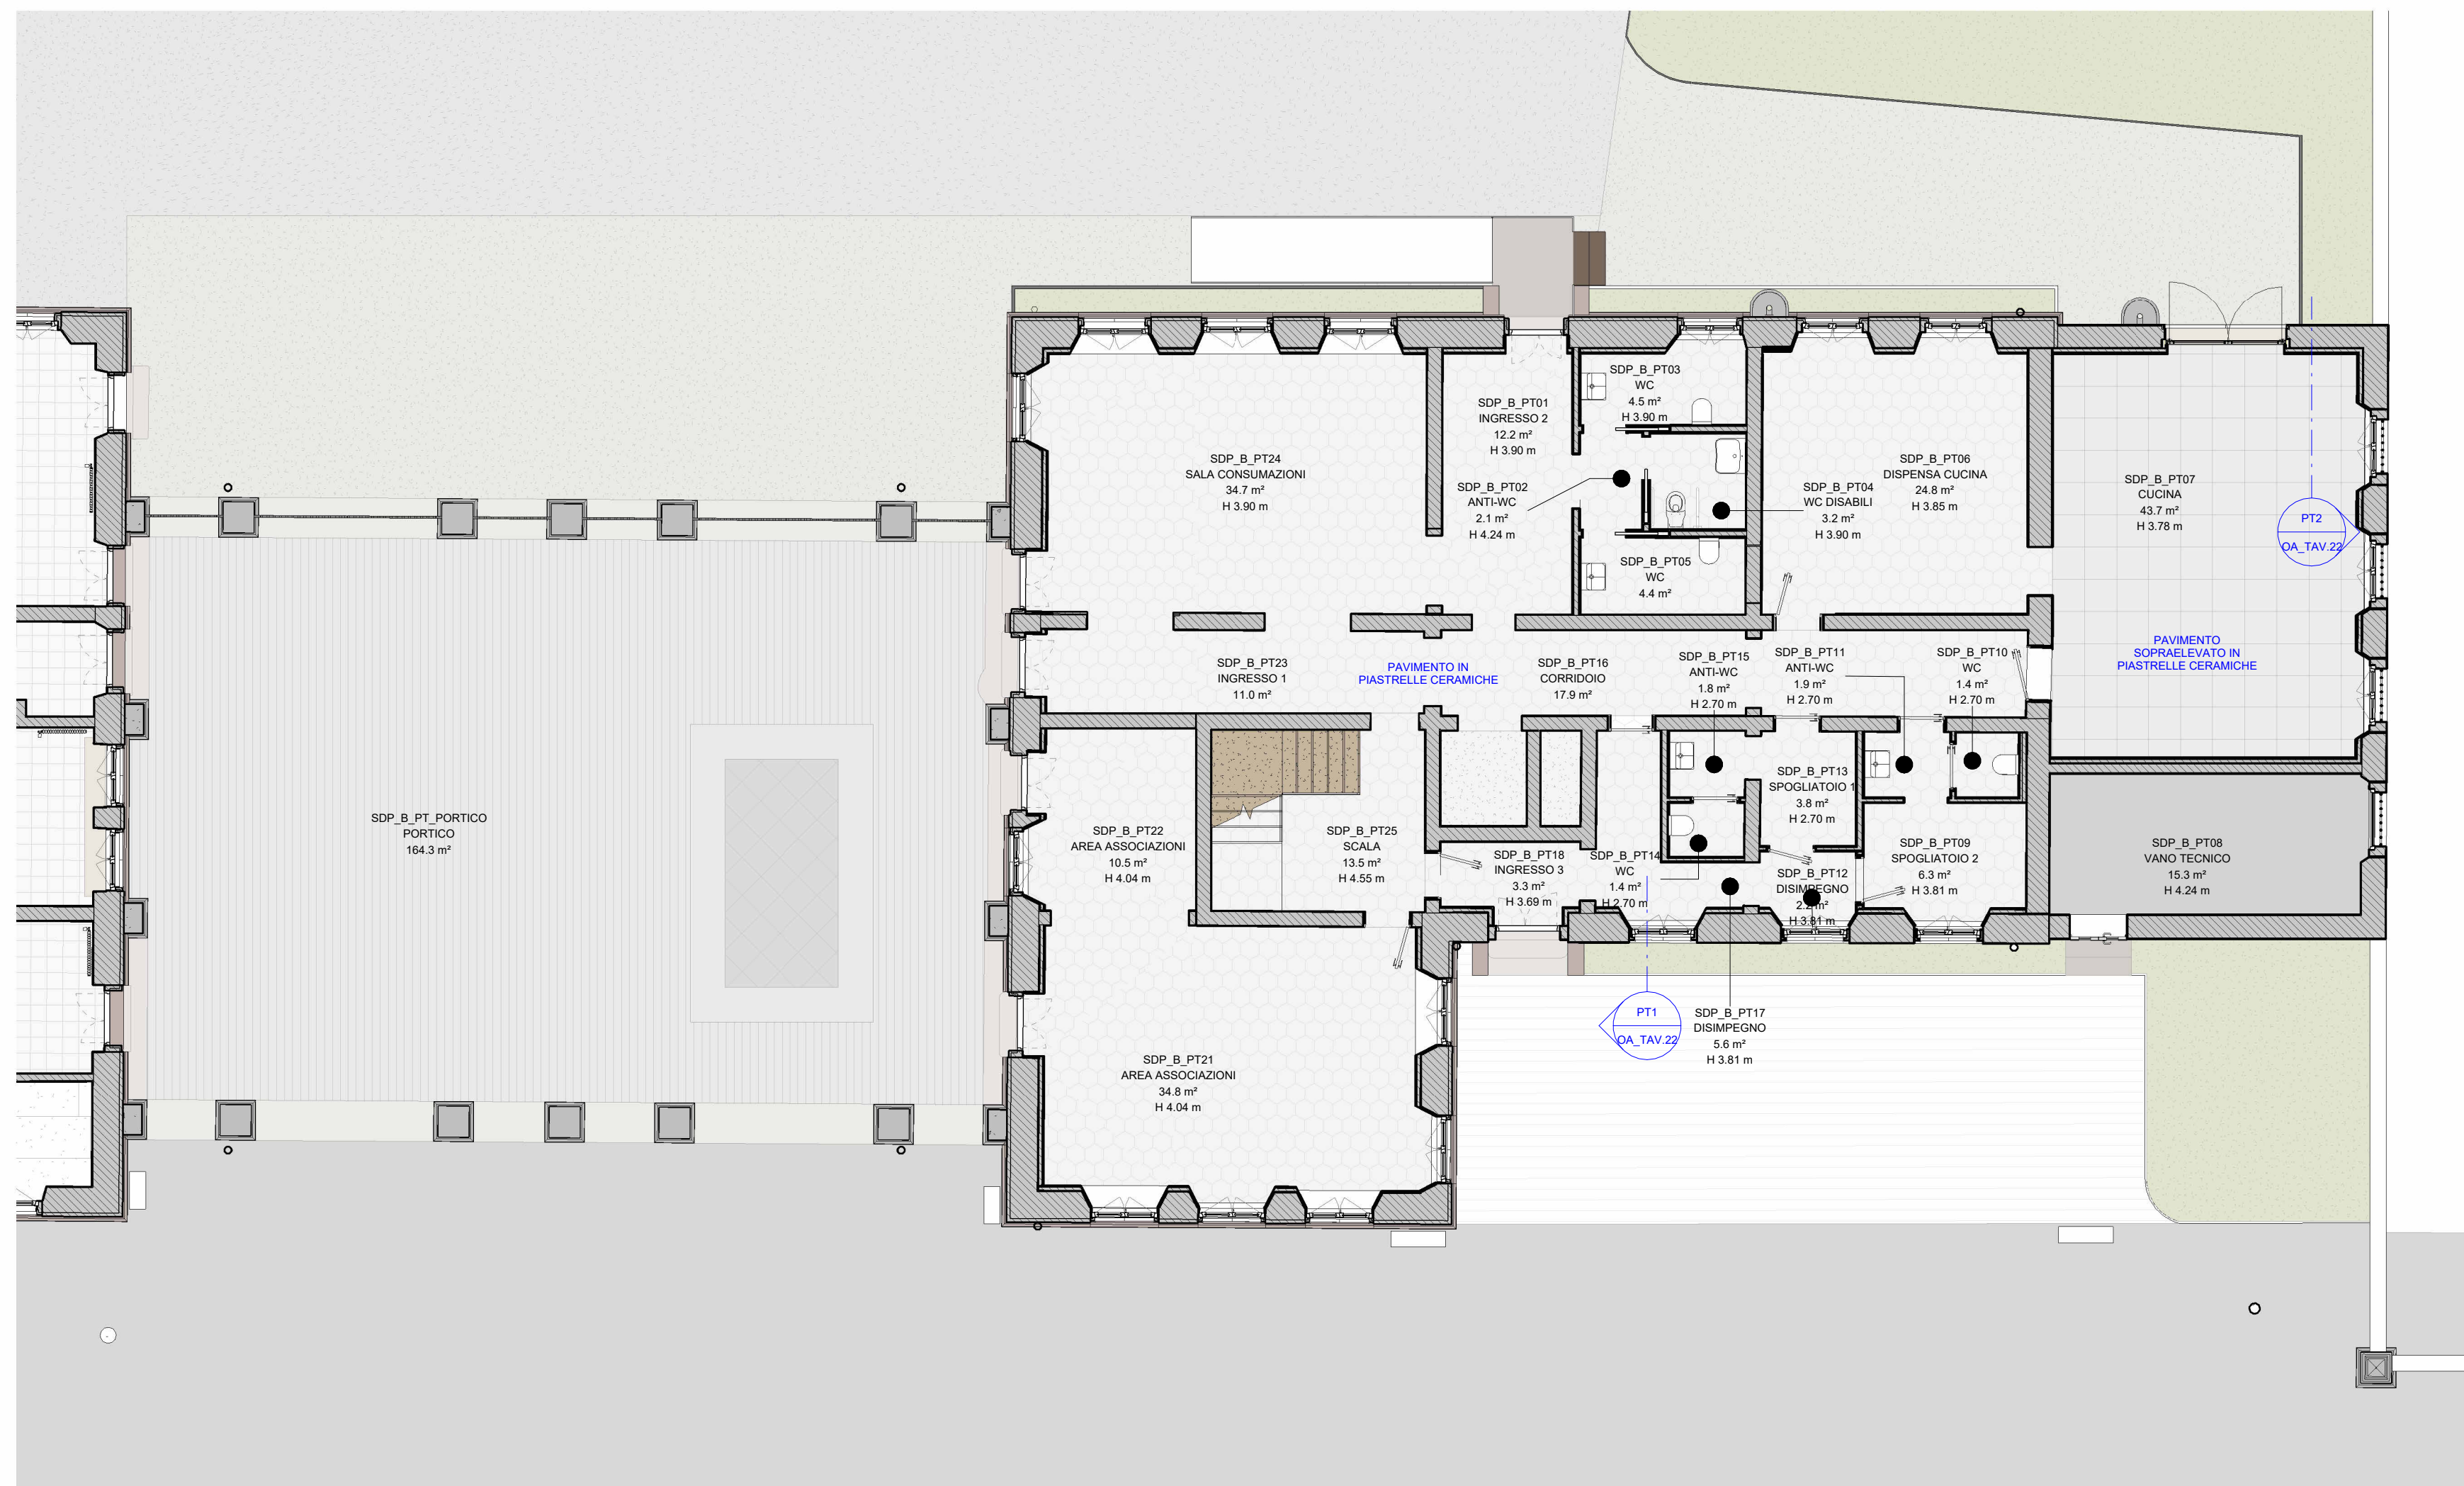 SDP_B_PT03
WC
4.5 m²
H 3.90 m
SDP_B_PT01
INGRESSO 2
12.2 m²
H 3.90 m
SDP_B_PT24
SALA CONSUMAZIONI
34.7 m²
H 3.90 m
SDP_B_PT02
ANTI-WC
2.1 m²
H 4.24 m
SDP_B_PT04
WC DISABILI
3.2 m²
H 3.90 m
SDP_B_PT06
DISPENSA CUCINA
24.8 m²
H 3.85 m
SDP_B_PT07
CUCINA
43.7 m²
H 3.78 m
PT2
OA_TAV.22
SDP_B_PT05
WC
4.4 m²
PAVIMENTO
SOPRAELEVATO IN
PIASTRELLE CERAMICHE
SDP_B_PT23
INGRESSO 1
11.0 m²
PAVIMENTO IN
PIASTRELLE CERAMICHE
SDP_B_PT16
CORRIDOIO
17.9 m²
SDP_B_PT15
ANTI-WC
1.8 m²
H 2.70 m
SDP_B_PT11
ANTI-WC
1.9 m²
H 2.70 m
SDP_B_PT10
WC
1.4 m²
H 2.70 m
SDP_B_PT13
SPOGLIATOIO 1
3.8 m²
H 2.70 m
SDP_B_PT_PORTICO
PORTICO
164.3 m²
SDP_B_PT22
AREA ASSOCIAZIONI
10.5 m²
H 4.04 m
SDP_B_PT25
SCALA
13.5 m²
H 4.55 m
SDP_B_PT18
INGRESSO 3
3.3 m²
H 3.69 m
SDP_B_PT14
WC
1.4 m²
H 2.70 m
SDP_B_PT12
DISIMPEGNO
2.2 m²
H 3.81 m
SDP_B_PT09
SPOGLIATOIO 2
6.3 m²
H 3.81 m
SDP_B_PT08
VANO TECNICO
15.3 m²
H 4.24 m
PT1
OA_TAV.22
SDP_B_PT17
DISIMPEGNO
5.6 m²
H 3.81 m
SDP_B_PT21
AREA ASSOCIAZIONI
34.8 m²
H 4.04 m